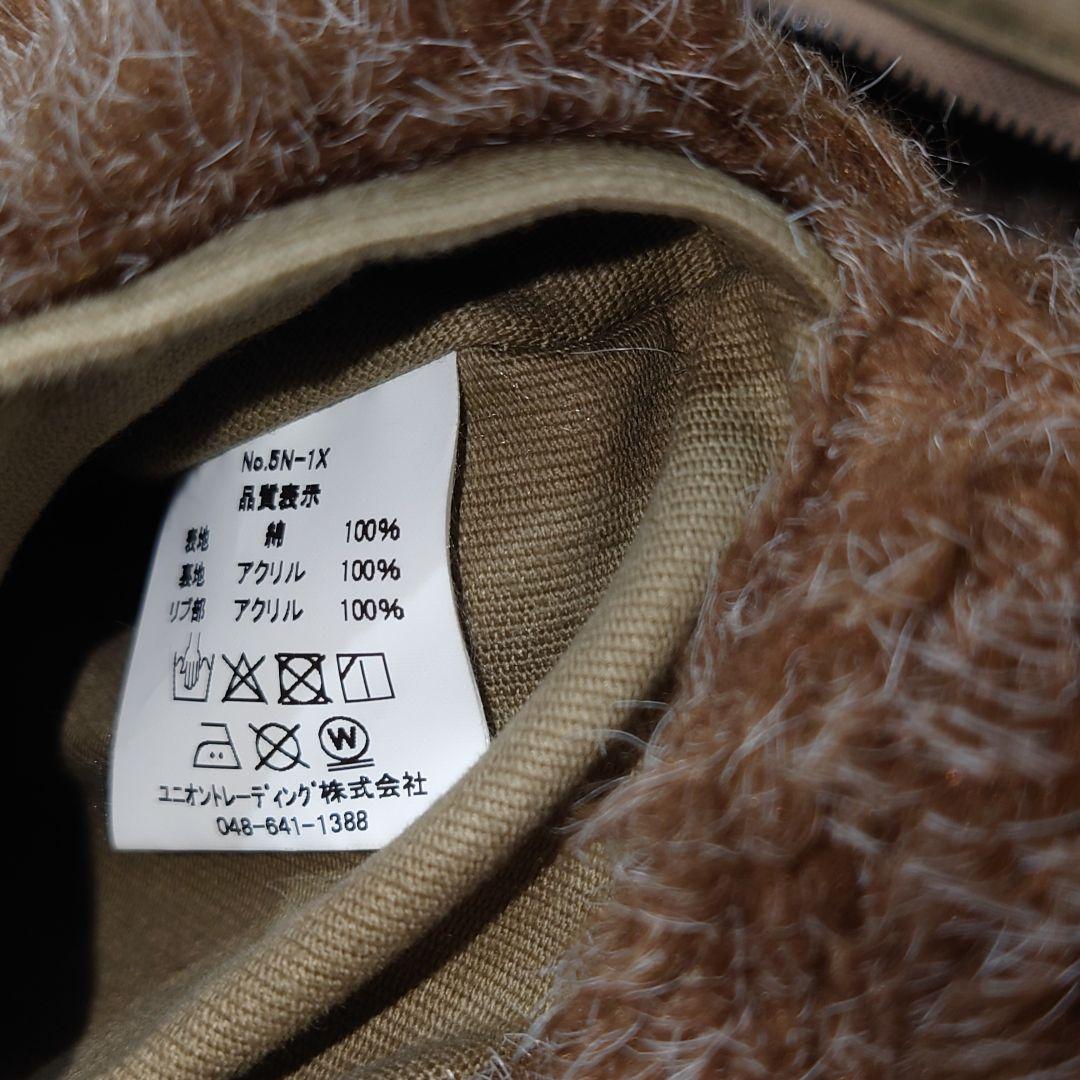 No.5N-1X
品質表示
表地 綿 100%
裏地 アクリル 100%
リブ部 アクリル 100%
W
ユニオントレーディング株式会社
048-641-1388